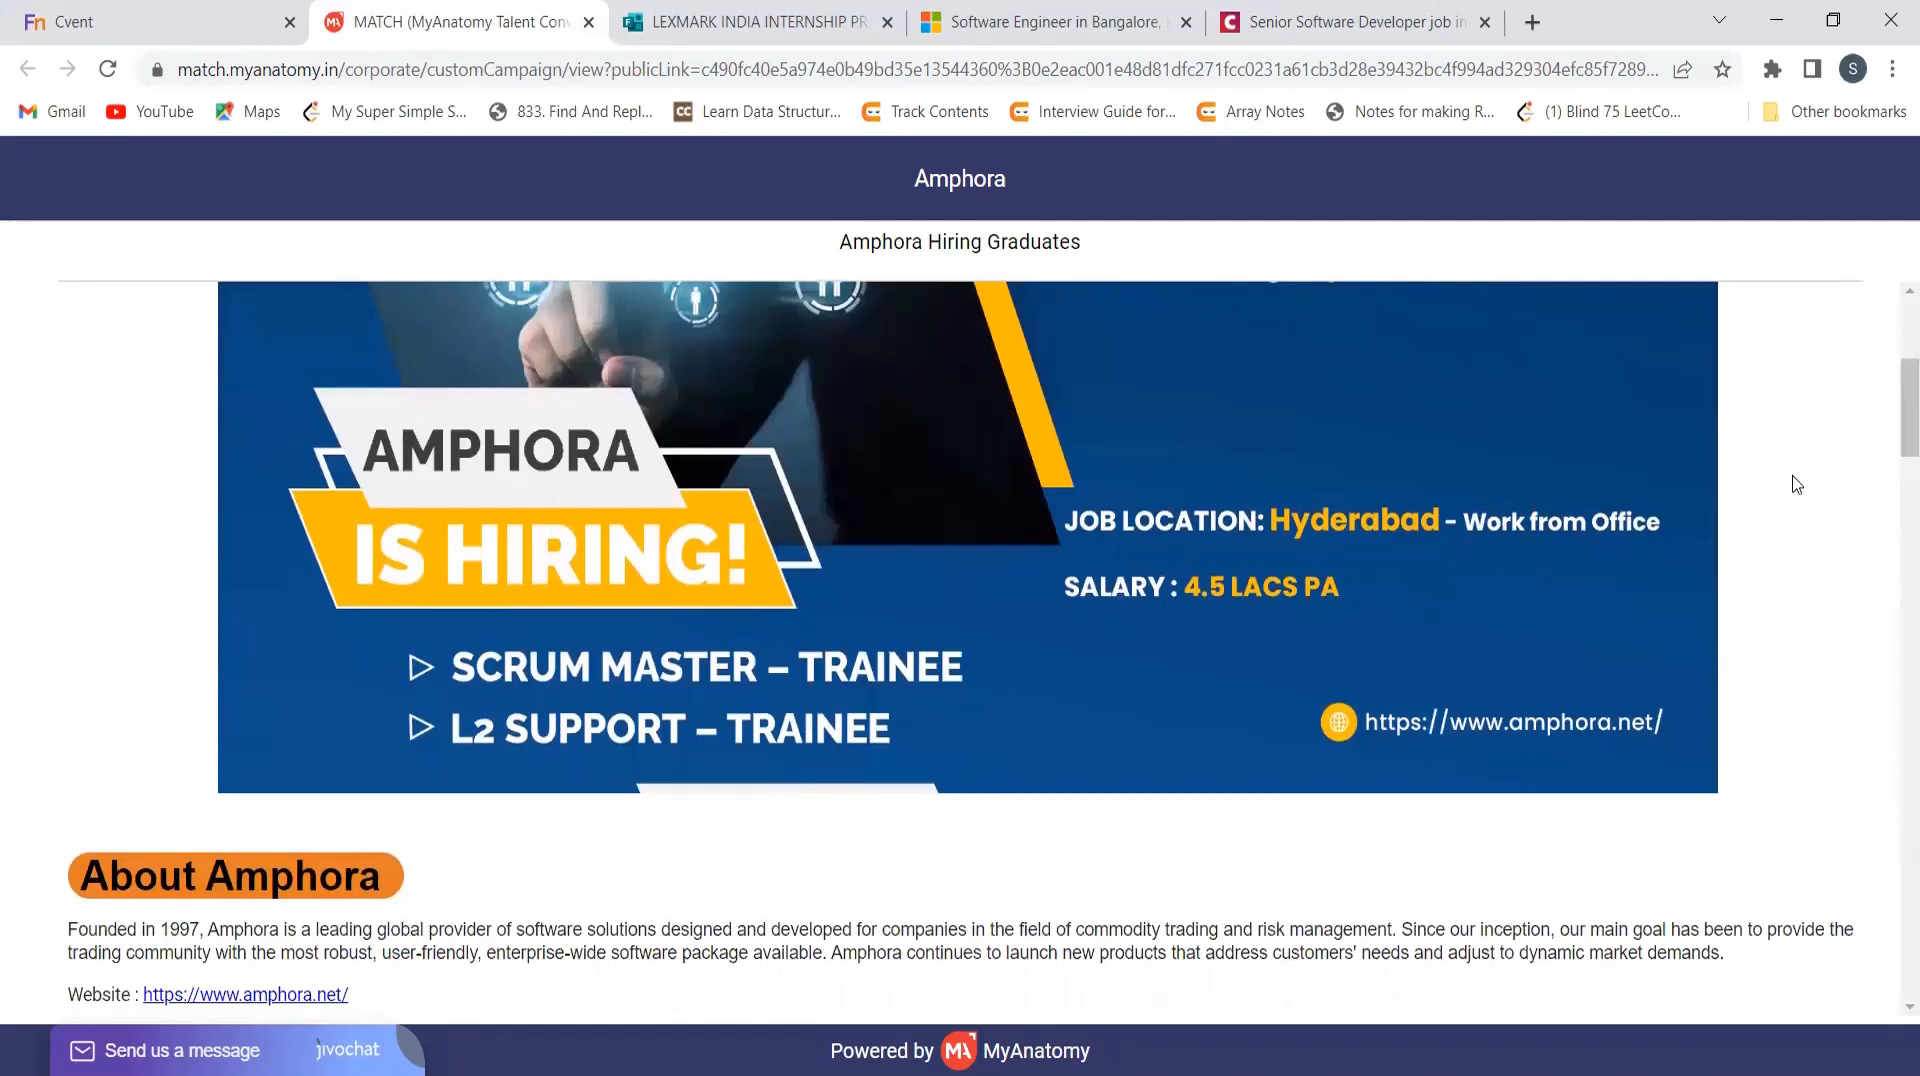 Cvent
MATCH (MyAnatomy Talent Con
LEXMARK INDIA INTERNSHIP PR
Software Engineer in Bangalore,
Senior Software Developer job in
match.myanatomy.in/corporate/customCampaign/view?publicLink=c490fc40e5a974e0b49bd35e13544360%3B0e2eac001e48d81dfc271fcc0231a61cb3d28e39432bc4f994ad329304efc85f7289...
S
Gmail
YouTube
Maps
My Super Simple S...
833. Find And Repl...
CC
Learn Data Structur...
Track Contents
Interview Guide for...
Array Notes
Notes for making R...
(1) Blind 75 LeetCo...
Other bookmarks
Amphora
Amphora Hiring Graduates
AMPHORA
IS HIRING!
JOB LOCATION: Hyderabad - Work from Office
SALARY : 4.5 LACS PA
SCRUM MASTER – TRAINEE
L2 SUPPORT – TRAINEE
https://www.amphora.net/
About Amphora
Founded in 1997, Amphora is a leading global provider of software solutions designed and developed for companies in the field of commodity trading and risk management. Since our inception, our main goal has been to provide the
trading community with the most robust, user-friendly, enterprise-wide software package available. Amphora continues to launch new products that address customers' needs and adjust to dynamic market demands.
Website : https://www.amphora.net/
Send us a message
jivochat
Powered by MA MyAnatomy